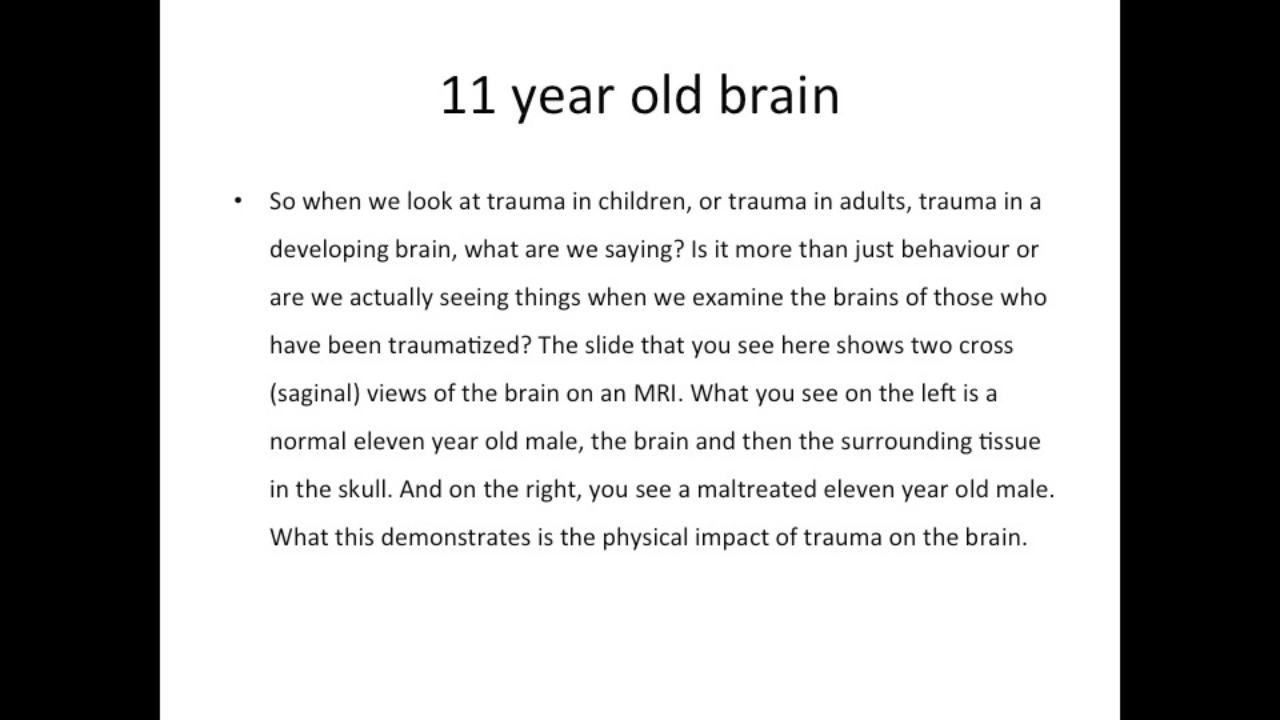 11 year old brain
• So when we look at trauma in children, or trauma in adults, trauma in a
developing brain, what are we saying? Is it more than just behaviour or
are we actually seeing things when we examine the brains of those who
have been traumatized? The slide that you see here shows two cross
(saginal) views of the brain on an MRI. What you see on the left is a
normal eleven year old male, the brain and then the surrounding tissue
in the skull. And on the right, you see a maltreated eleven year old male.
What this demonstrates is the physical impact of trauma on the brain.